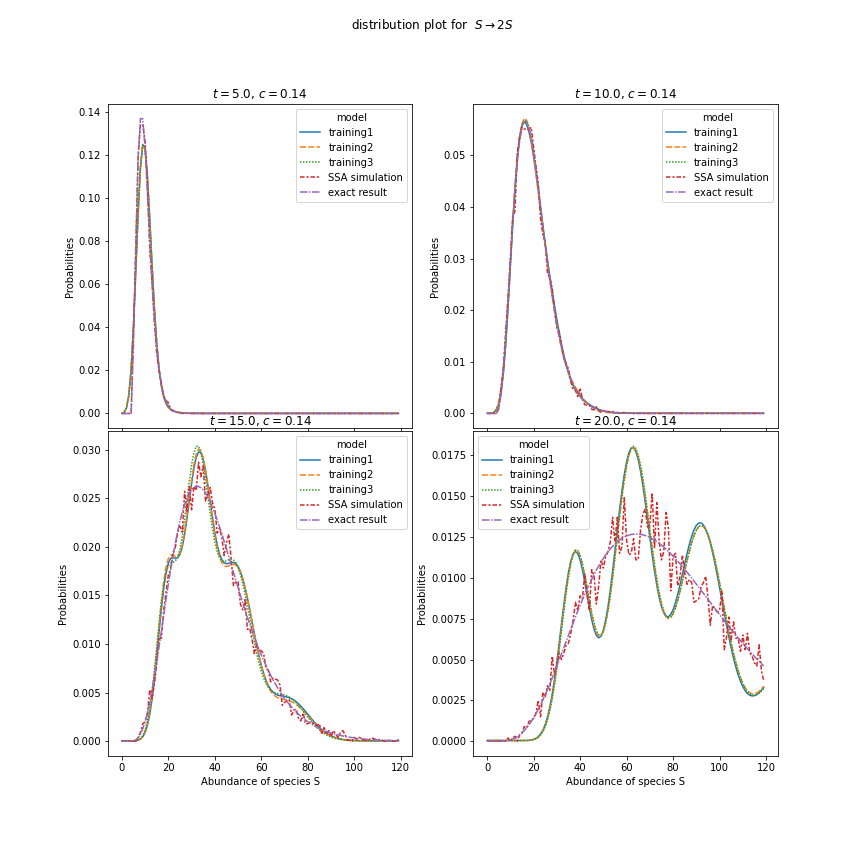 distribution plot for S → 2S
t = 5.0, c = 0.14
Probabilities
0.14
0.12
0.10
0.08
0.06
0.04
0.02
0.00
model
training1
training2
training3
SSA simulation
exact result
t = 10.0, c = 0.14
Probabilities
0.05
0.04
0.03
0.02
0.01
0.00
model
training1
training2
training3
SSA simulation
exact result
t = 15.0, c = 0.14
Probabilities
0.030
0.025
0.020
0.015
0.010
0.005
0.000
model
training1
training2
training3
SSA simulation
exact result
0 20 40 60 80 100 120
Abundance of species S
t = 20.0, c = 0.14
Probabilities
0.0175
0.0150
0.0125
0.0100
0.0075
0.0050
0.0025
0.0000
model
training1
training2
training3
SSA simulation
exact result
0 20 40 60 80 100 120
Abundance of species S